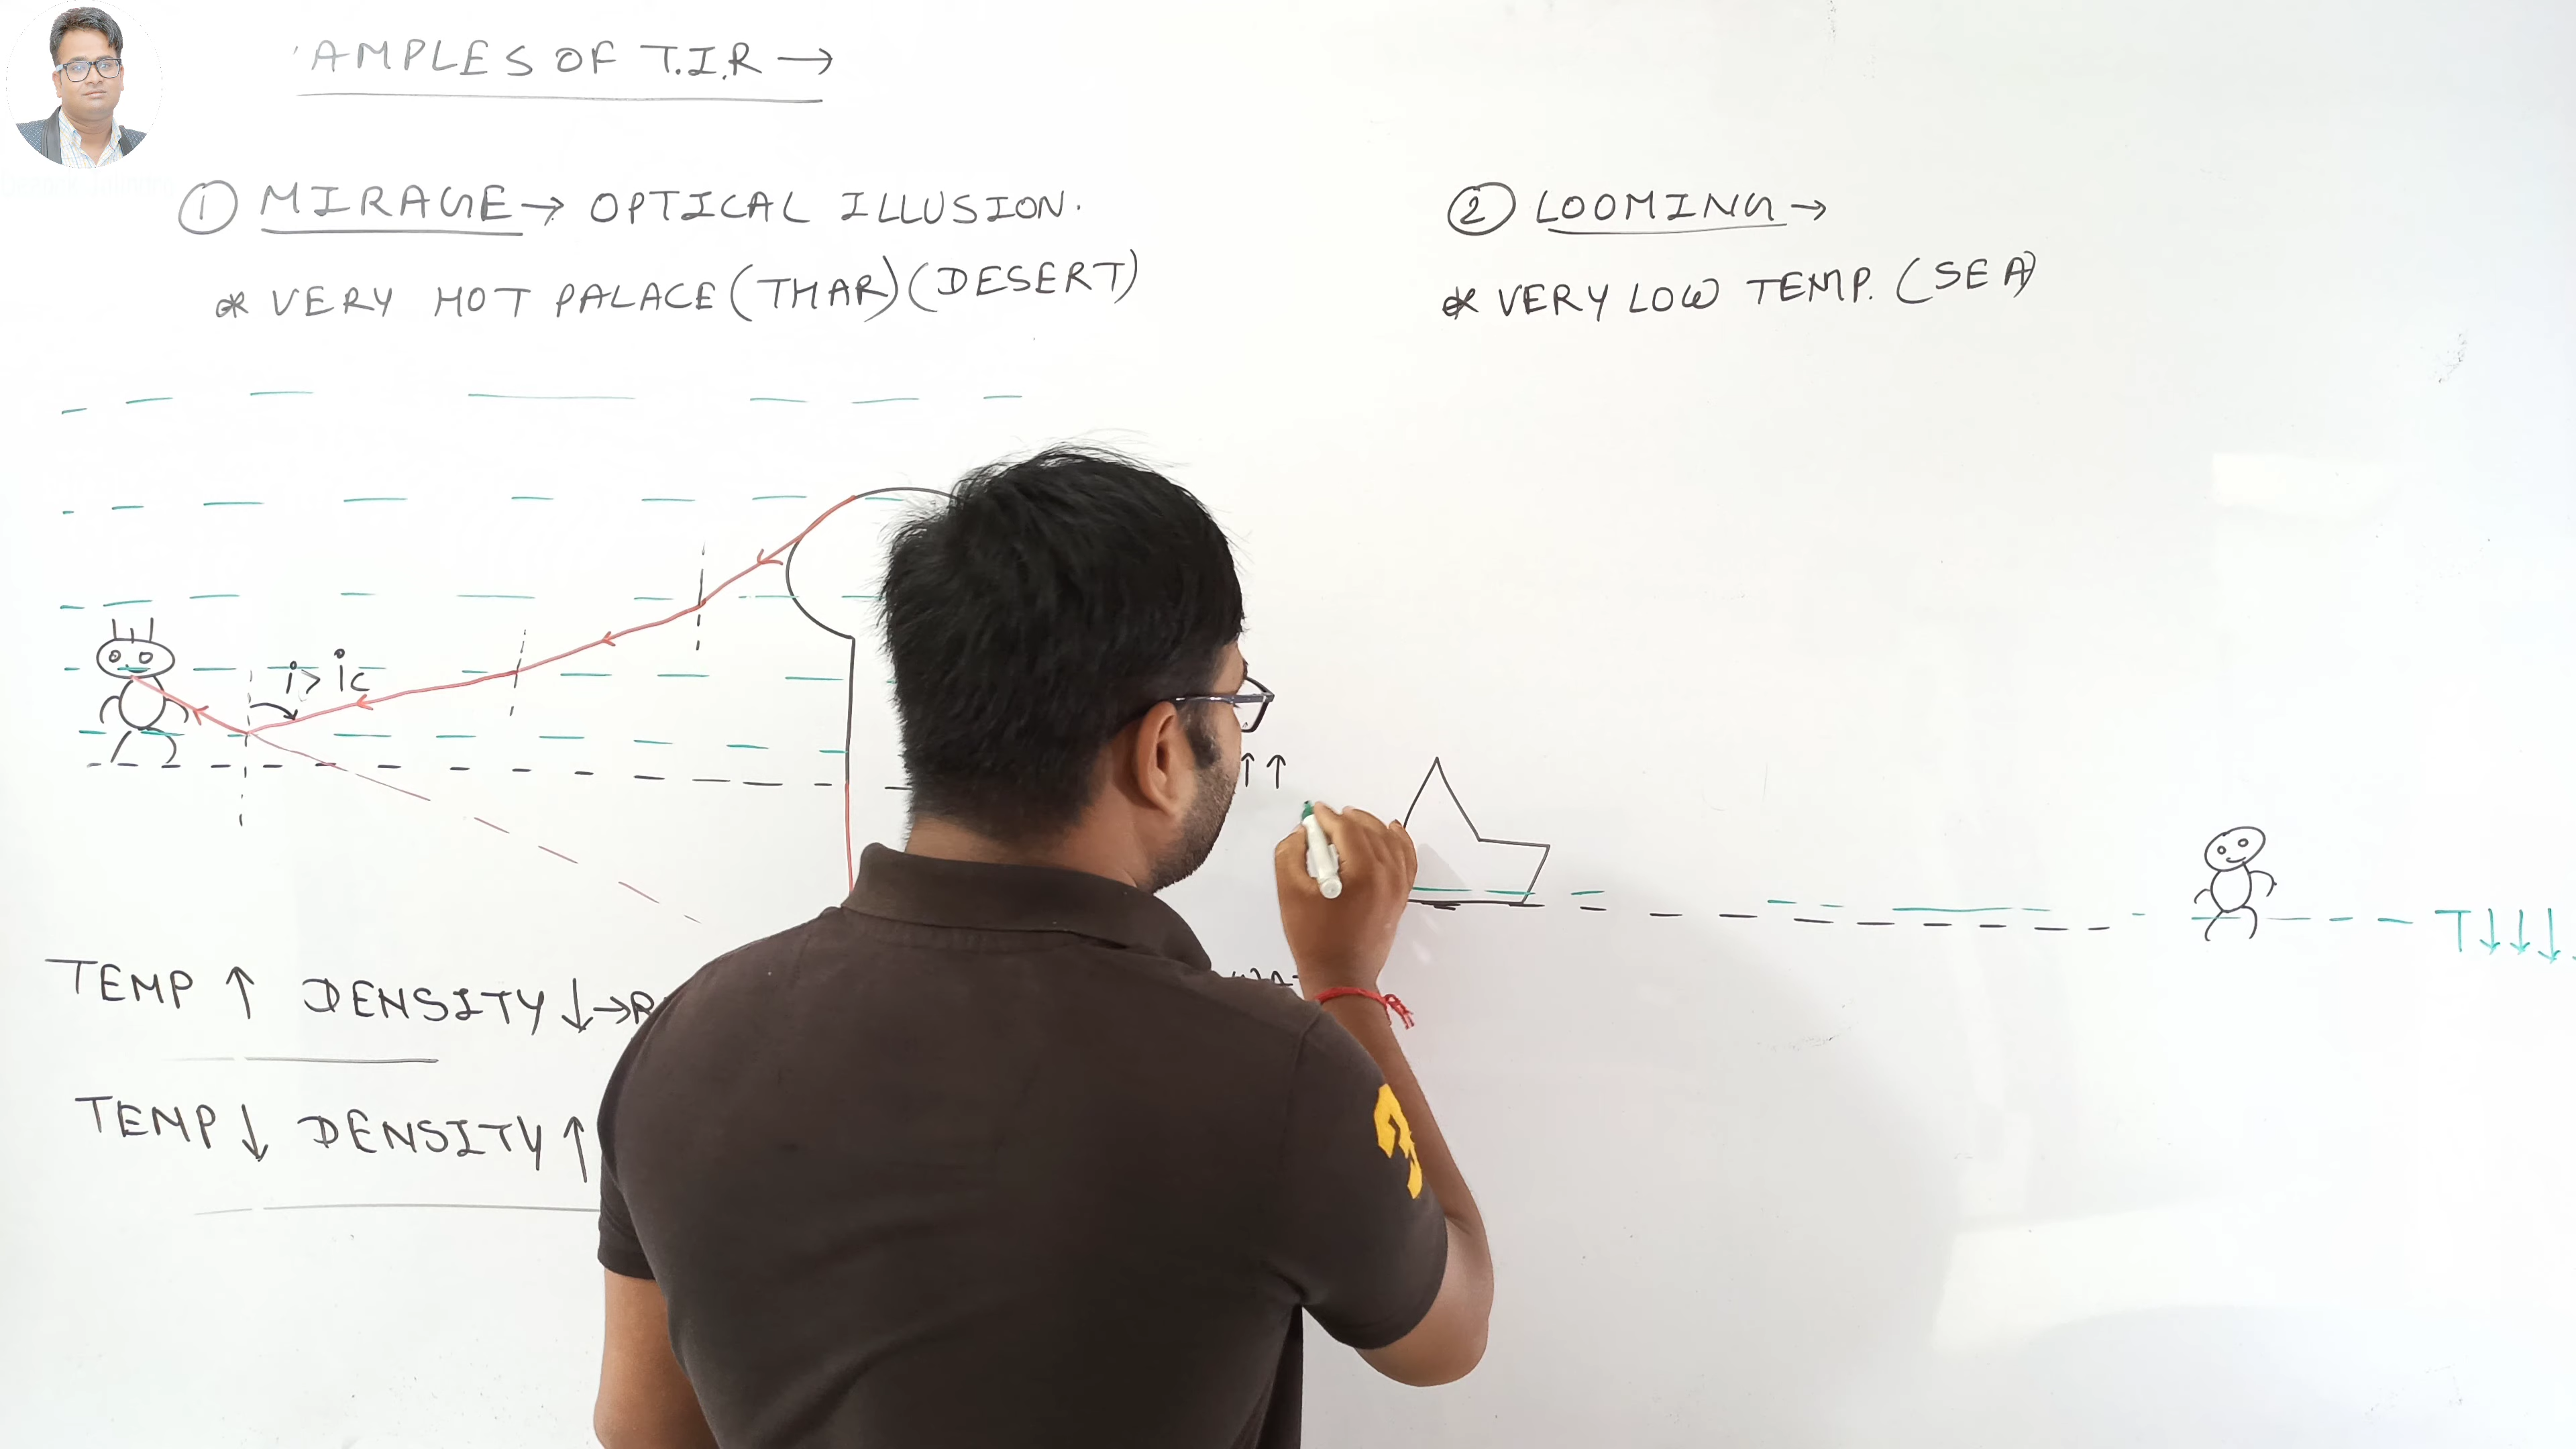 AMPLES OF T.I.R →
① MIRAGE → OPTICAL ILLUSION.
* VERY HOT PALACE (THAR) (DESERT)
② LOOMING →
* VERY LOW TEMP. (SEA)
i > ic
↑ ↑
T↓↓↓
TEMP ↑ DENSITY ↓ → R
TEMP ↓ DENSITY ↑